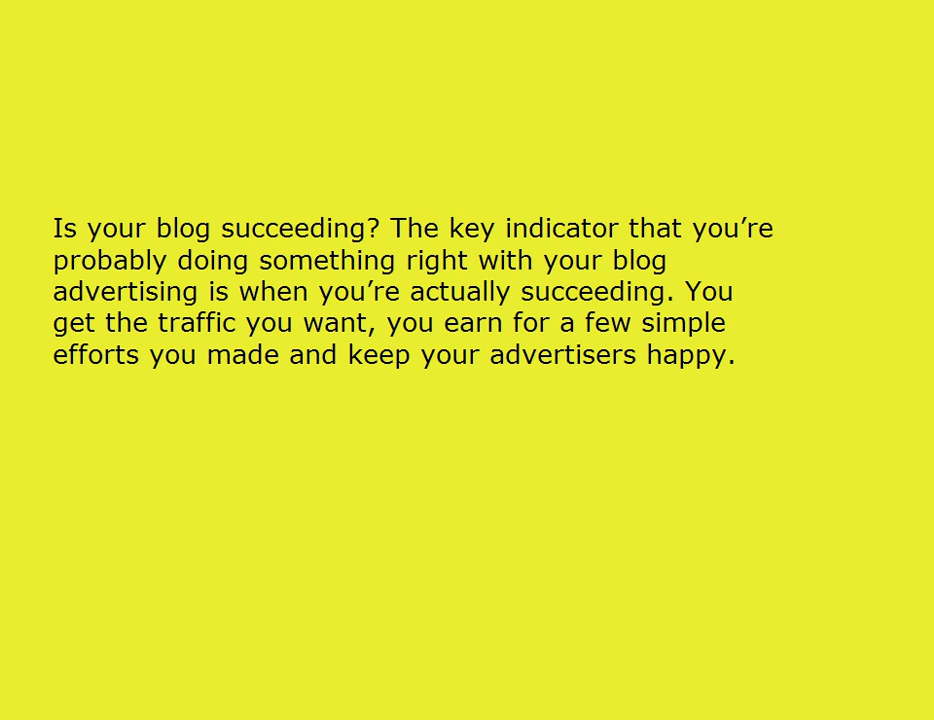 Is your blog succeeding? The key indicator that you’re
probably doing something right with your blog
advertising is when you’re actually succeeding. You
get the traffic you want, you earn for a few simple
efforts you made and keep your advertisers happy.